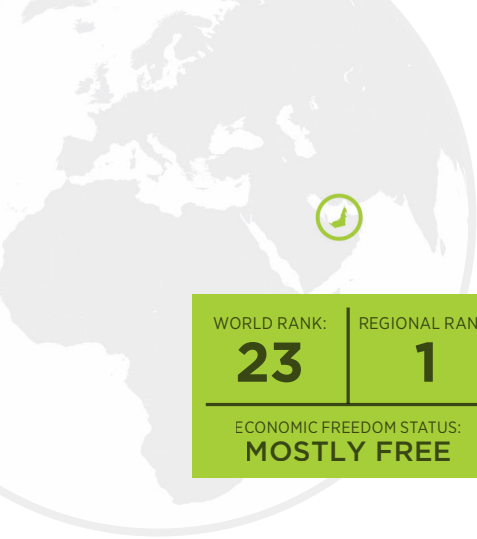 WORLD RANK:
23
REGIONAL RAN
1
ECONOMIC FREEDOM STATUS:
MOSTLY FREE